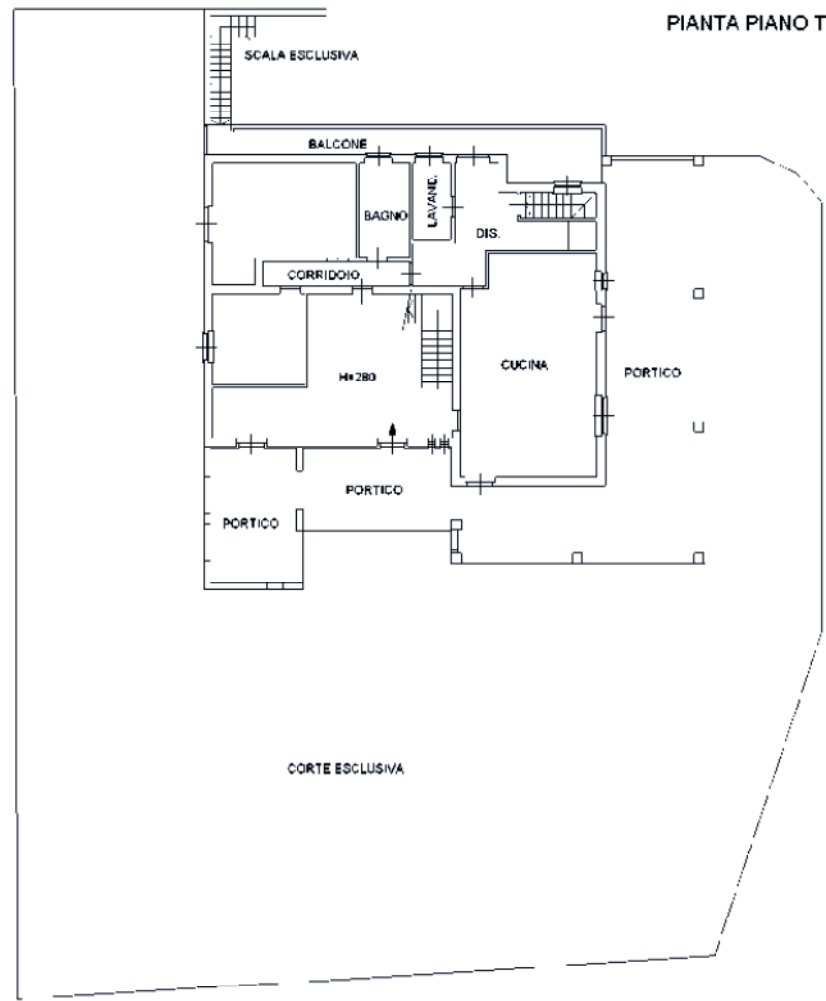 PIANTA PIANO T
SCALA ESCLUSIVA
BALCONE
LAVAND.
BAGNO
DIS.
CORRIDOIO
CUCINA
PORTICO
H=280
PORTICO
PORTICO
CORTE ESCLUSIVA